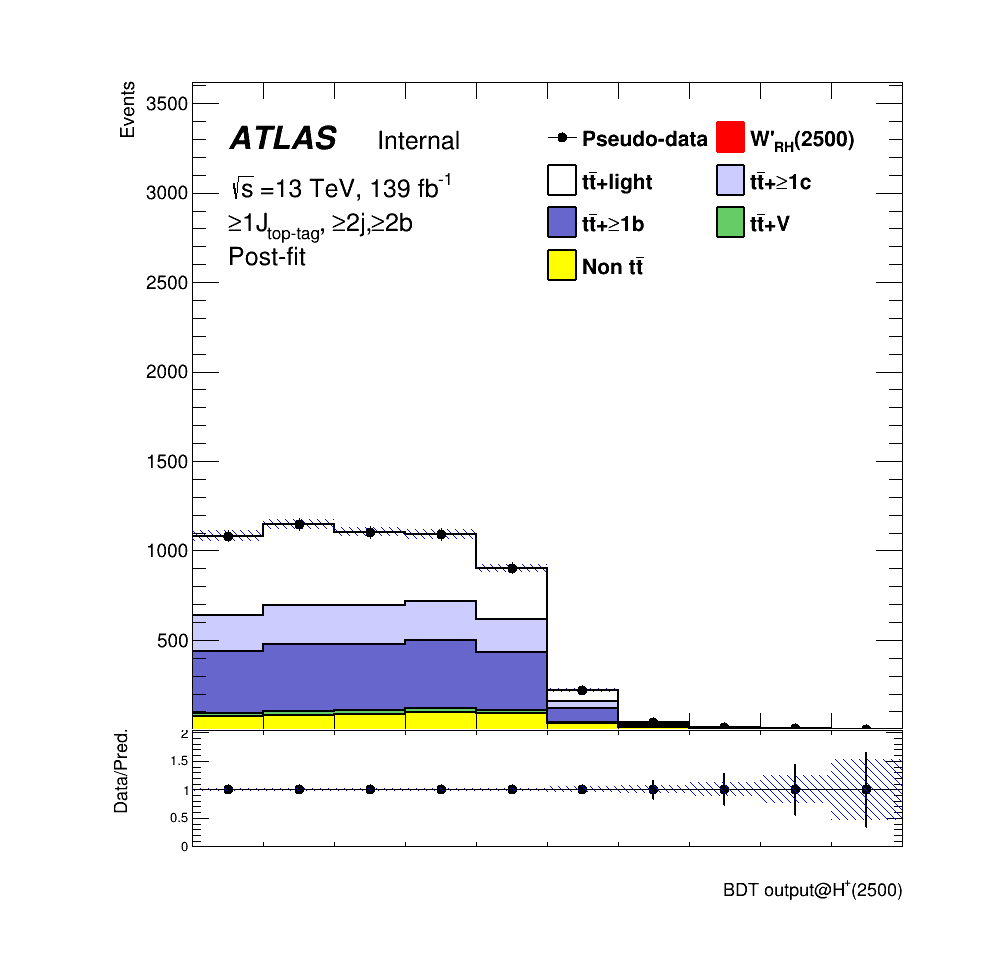 Events
3500
3000
2500
2000
1500
1000
500
ATLAS Internal
√s =13 TeV, 139 fb⁻¹
≥1J_top-tag, ≥2j,≥2b
Post-fit
Pseudo-data W'_RH(2500)
tt̄+light tt̄+≥1c
tt̄+≥1b tt̄+V
Non tt̄
Data/Pred.
2
1.5
1
0.5
0
BDT output@H⁺(2500)